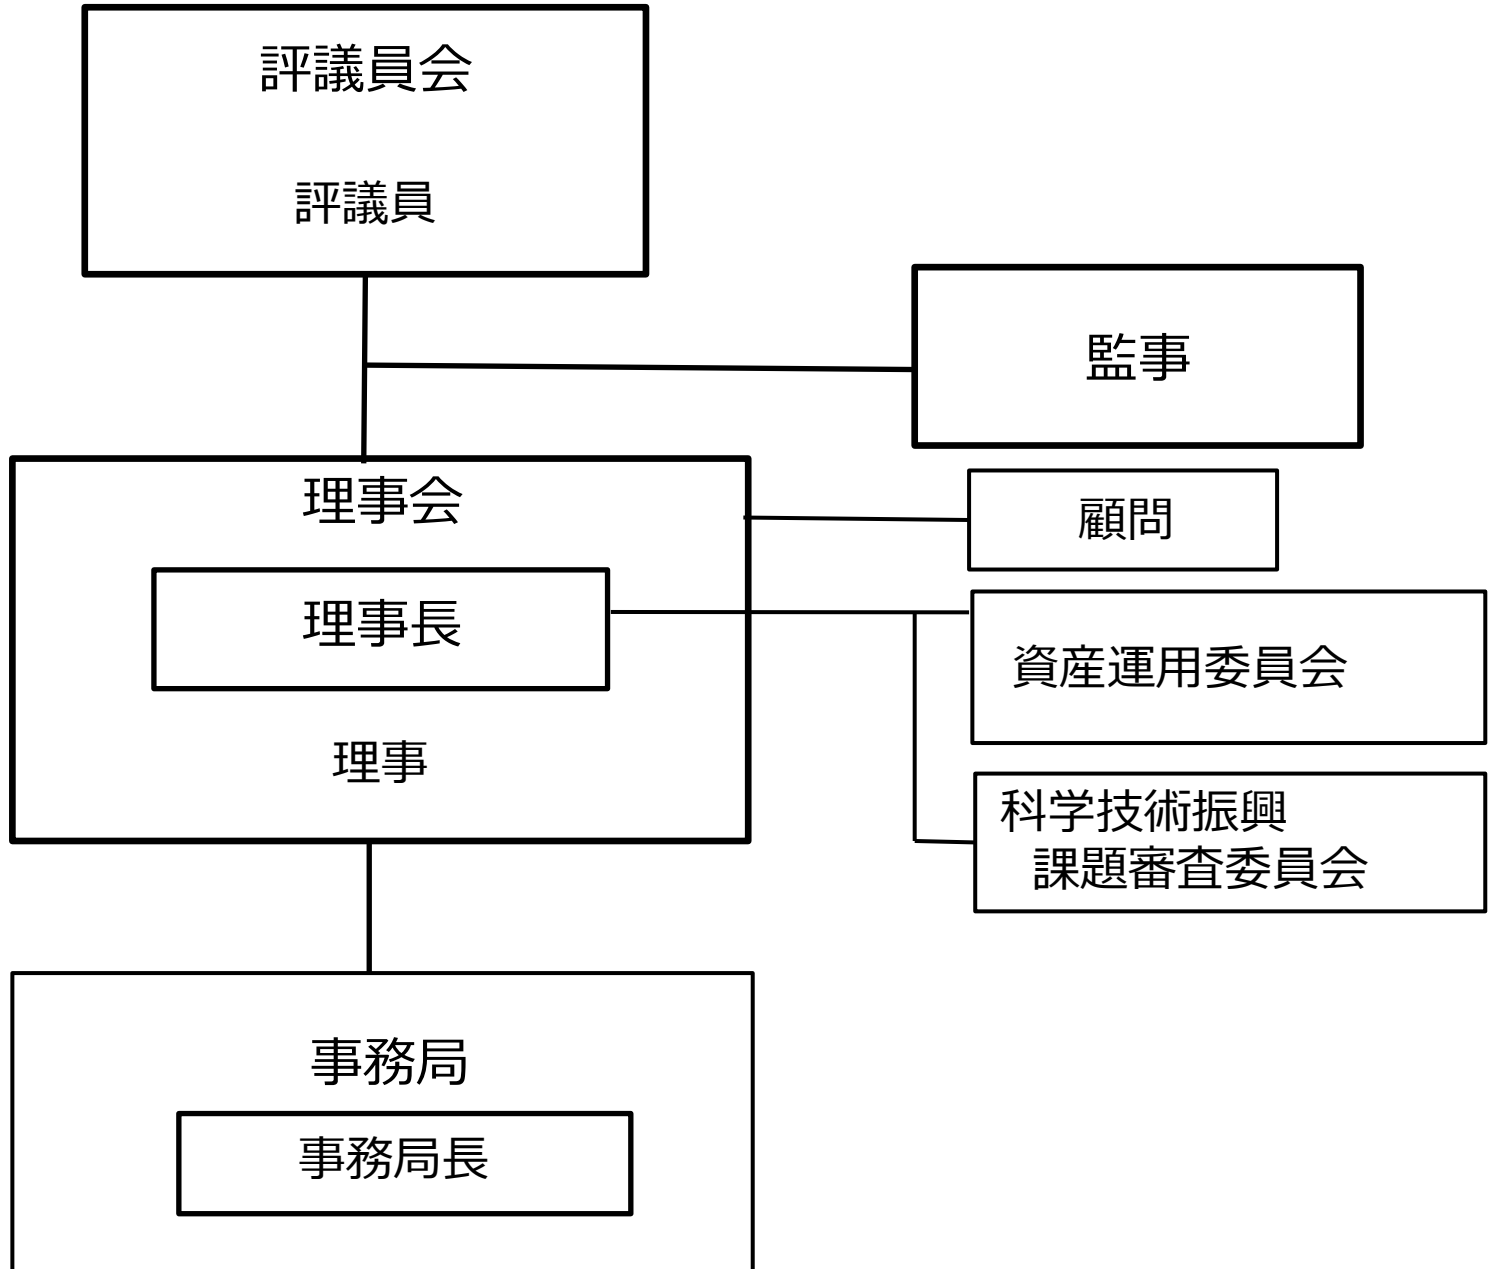 評議員会
評議員
監事
理事会
顧問
理事長
資産運用委員会
理事
科学技術振興
課題審査委員会
事務局
事務局長